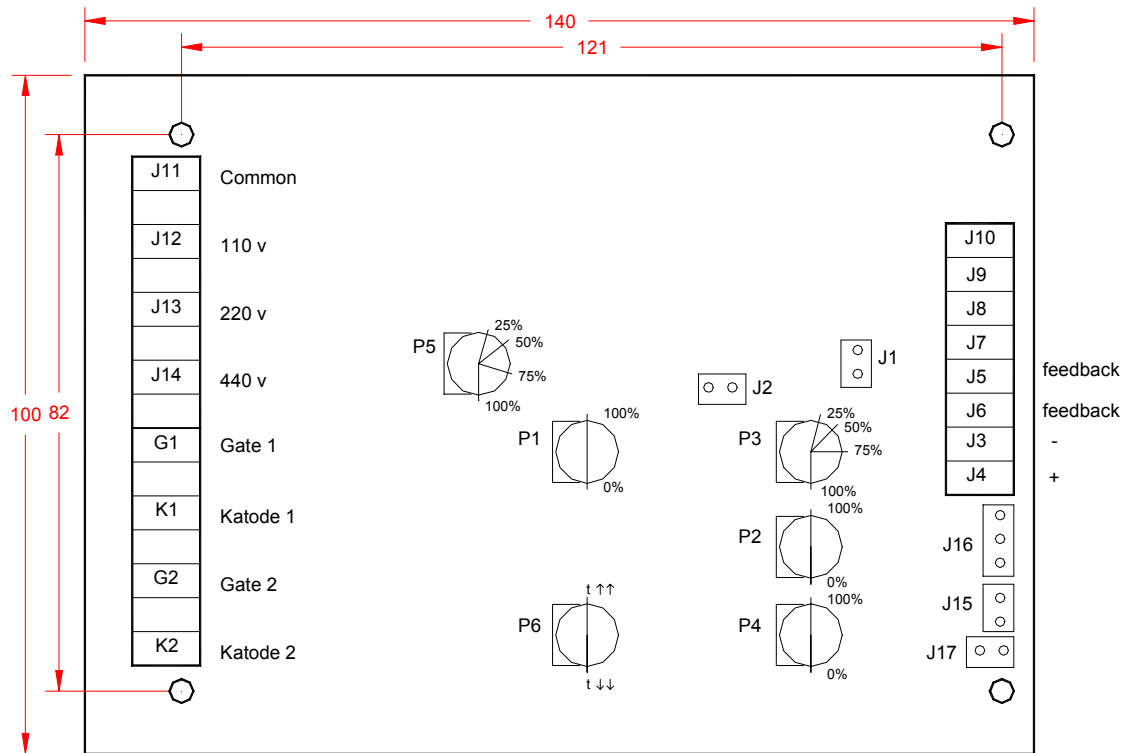 140
121
J11 Common
J10
J12 110 v
J9
J13 220 v
J8
25%
P5 50%
J7
J1
75%
J14 440 v
J5 feedback
J2
100%
100 82
J6 feedback
100%
25%
50%
G1 Gate 1
P1
P3
75%
J3 -
J4 +
0%
100%
100%
K1 Katode 1
P2
J16
G2 Gate 2
0%
t ↑↑
100%
J15
P6
P4
K2 Katode 2
J17
0%
t ↓↓